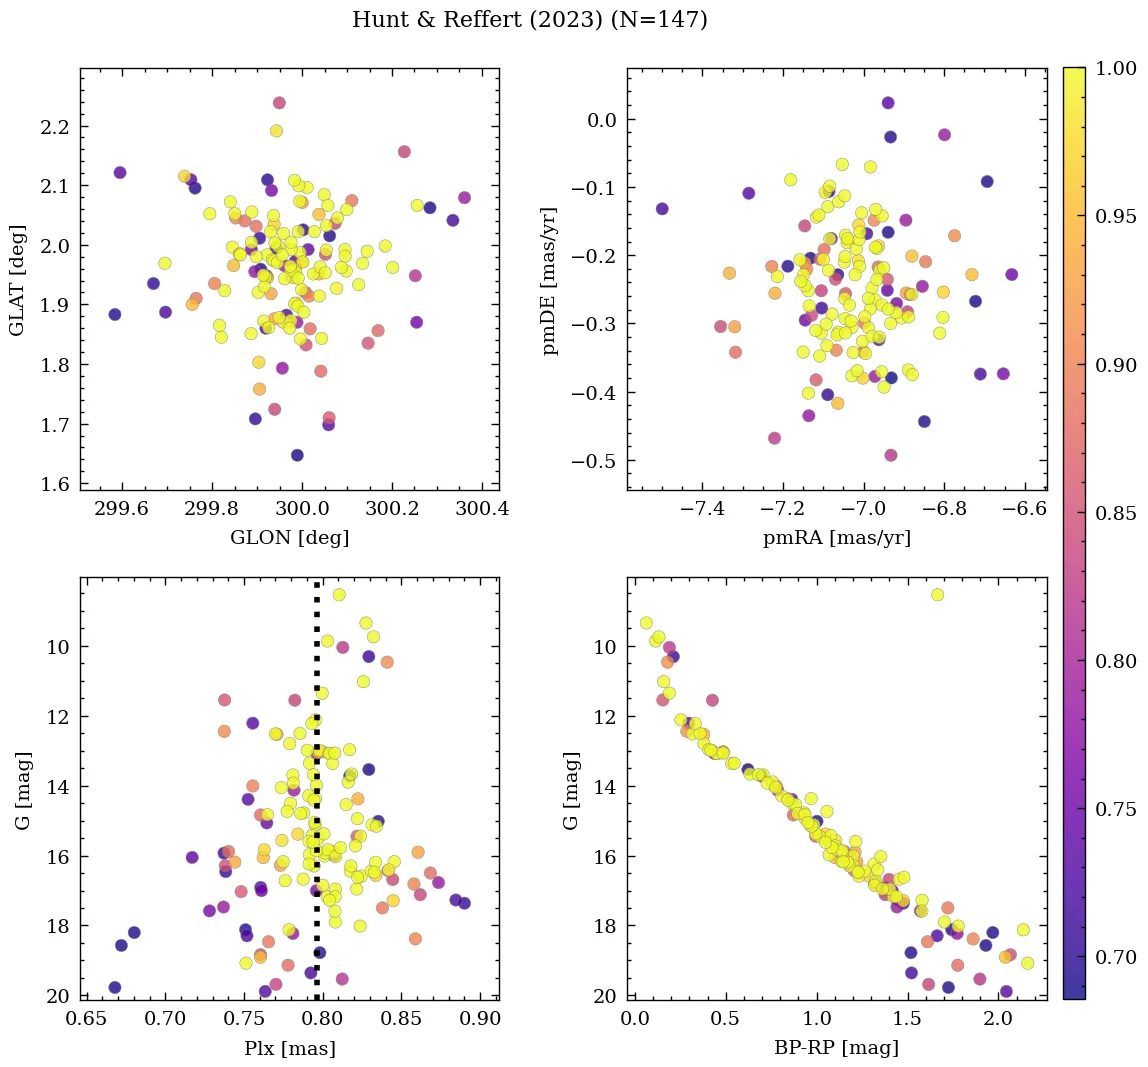 Hunt & Reffert (2023) (N=147)
2.2
2.1
2.0
1.9
1.8
1.7
1.6
GLAT [deg]
299.6 299.8 300.0 300.2 300.4
GLON [deg]
0.0
−0.1
−0.2
−0.3
−0.4
−0.5
pmDE [mas/yr]
−7.4 −7.2 −7.0 −6.8 −6.6
pmRA [mas/yr]
1.00
0.95
0.90
0.85
0.80
0.75
0.70
10
12
14
16
18
20
G [mag]
0.65 0.70 0.75 0.80 0.85 0.90
Plx [mas]
10
12
14
16
18
20
G [mag]
0.0 0.5 1.0 1.5 2.0
BP-RP [mag]